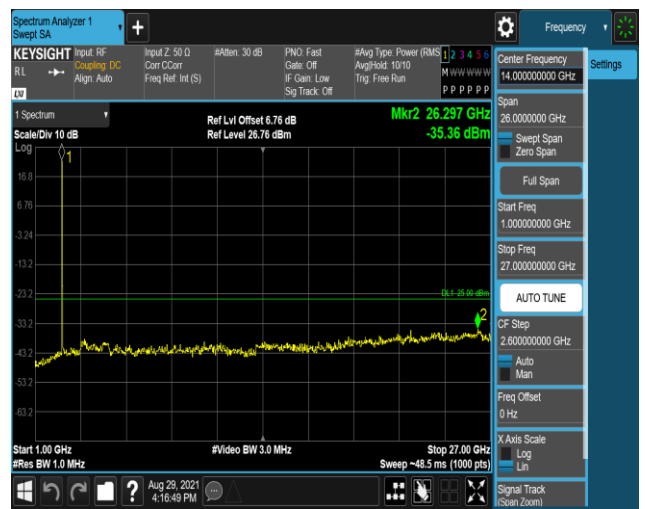 Spectrum Analyzer 1
Swept SA
+
Frequency
KEYSIGHT
RL
LXI
Input: RF
Coupling: DC
Align: Auto
Input Z: 50 Ω
Corr CCorr
Freq Ref: Int (S)
#Atten: 30 dB
PNO: Fast
Gate: Off
IF Gain: Low
Sig Track: Off
#Avg Type: Power (RMS
Avg|Hold: 10/10
Trig: Free Run
1 2 3 4 5 6
M W W W W W
P P P P P P
1 Spectrum
Scale/Div 10 dB
Log
Ref Lvl Offset 6.76 dB
Ref Level 26.76 dBm
Mkr2 26.297 GHz
-35.36 dBm
1
16.8
6.76
-3.24
-13.2
-23.2
DL1 -25.00 dBm
2
-33.2
-43.2
-53.2
-63.2
Start 1.00 GHz
#Res BW 1.0 MHz
#Video BW 3.0 MHz
Stop 27.00 GHz
Sweep ~48.5 ms (1000 pts)
?
Aug 29, 2021
4:16:49 PM
Center Frequency
14.000000000 GHz
Settings
Span
26.0000000 GHz
Swept Span
Zero Span
Full Span
Start Freq
1.000000000 GHz
Stop Freq
27.000000000 GHz
AUTO TUNE
CF Step
2.600000000 GHz
Auto
Man
Freq Offset
0 Hz
X Axis Scale
Log
Lin
Signal Track
(Span Zoom)